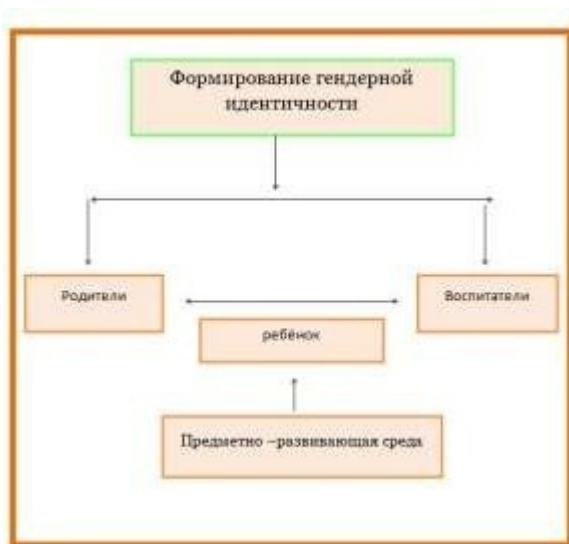 Формирование гендерной
идентичности
Родители
Воспитатели
ребёнок
Предметно –развивающая среда